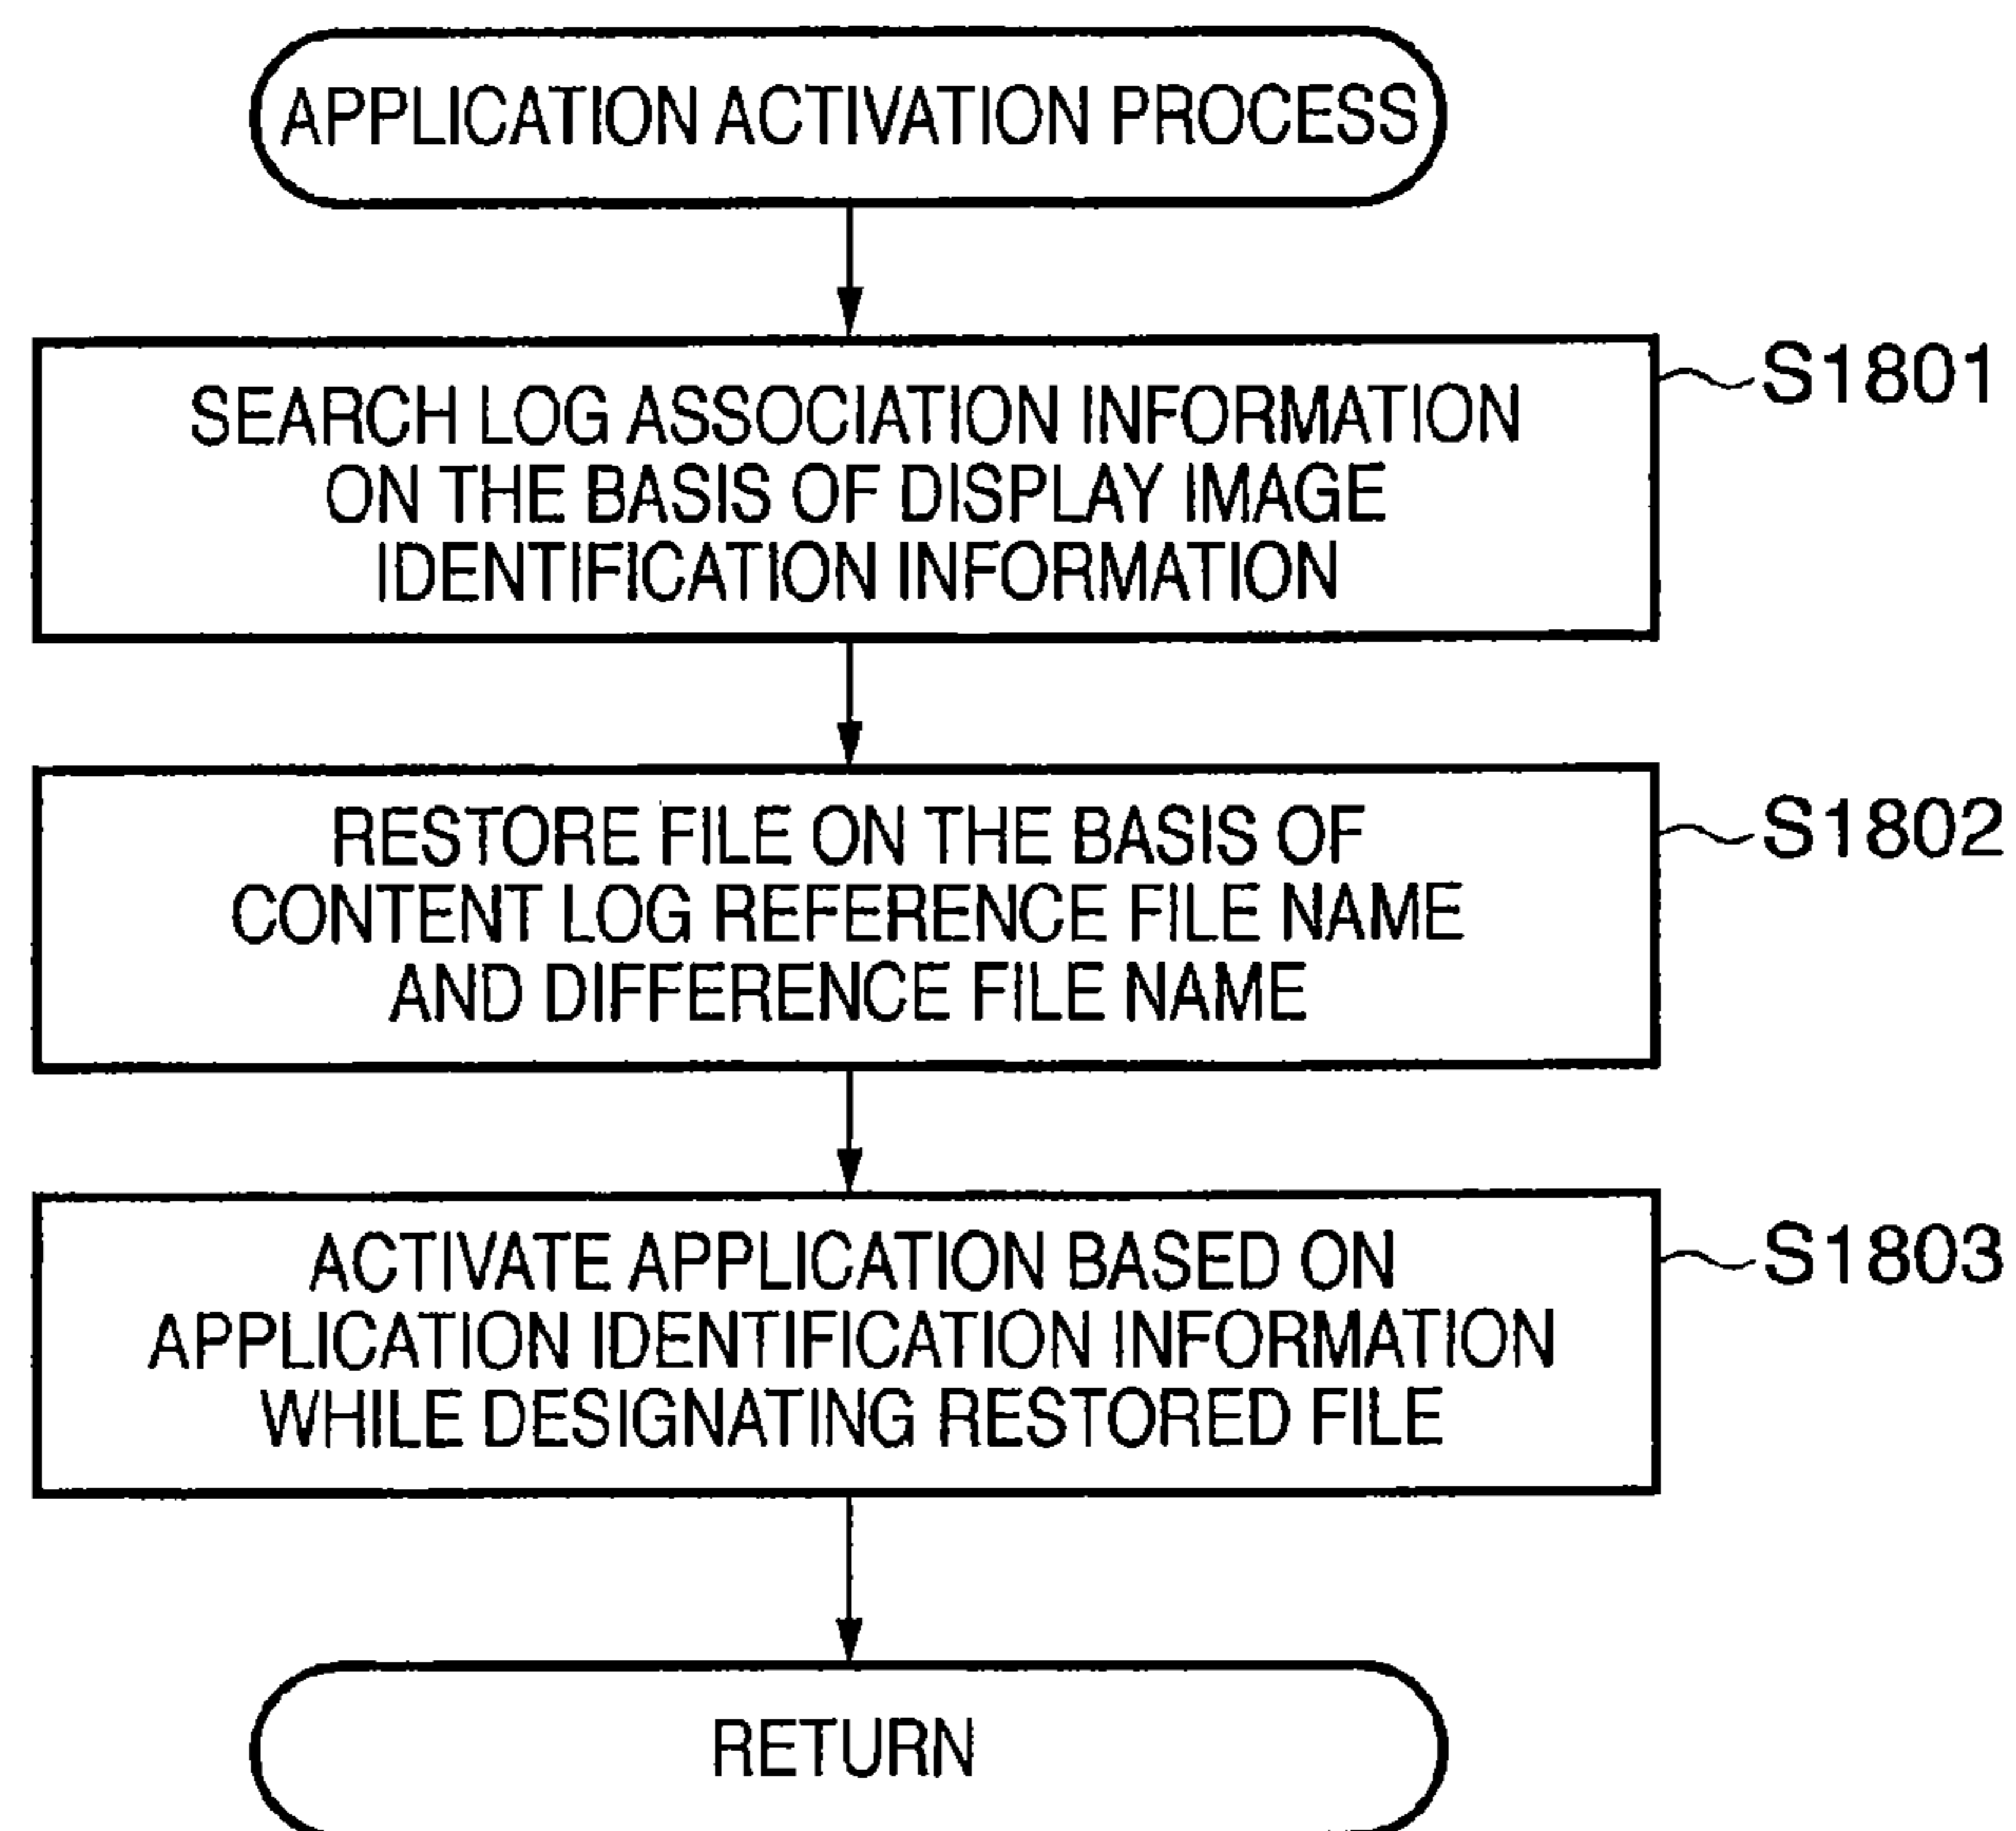 APPLICATION ACTIVATION PROCESS
SEARCH LOG ASSOCIATION INFORMATION
ON THE BASIS OF DISPLAY IMAGE
IDENTIFICATION INFORMATION
S1801
RESTORE FILE ON THE BASIS OF
CONTENT LOG REFERENCE FILE NAME
AND DIFFERENCE FILE NAME
S1802
ACTIVATE APPLICATION BASED ON
APPLICATION IDENTIFICATION INFORMATION
WHILE DESIGNATING RESTORED FILE
S1803
RETURN